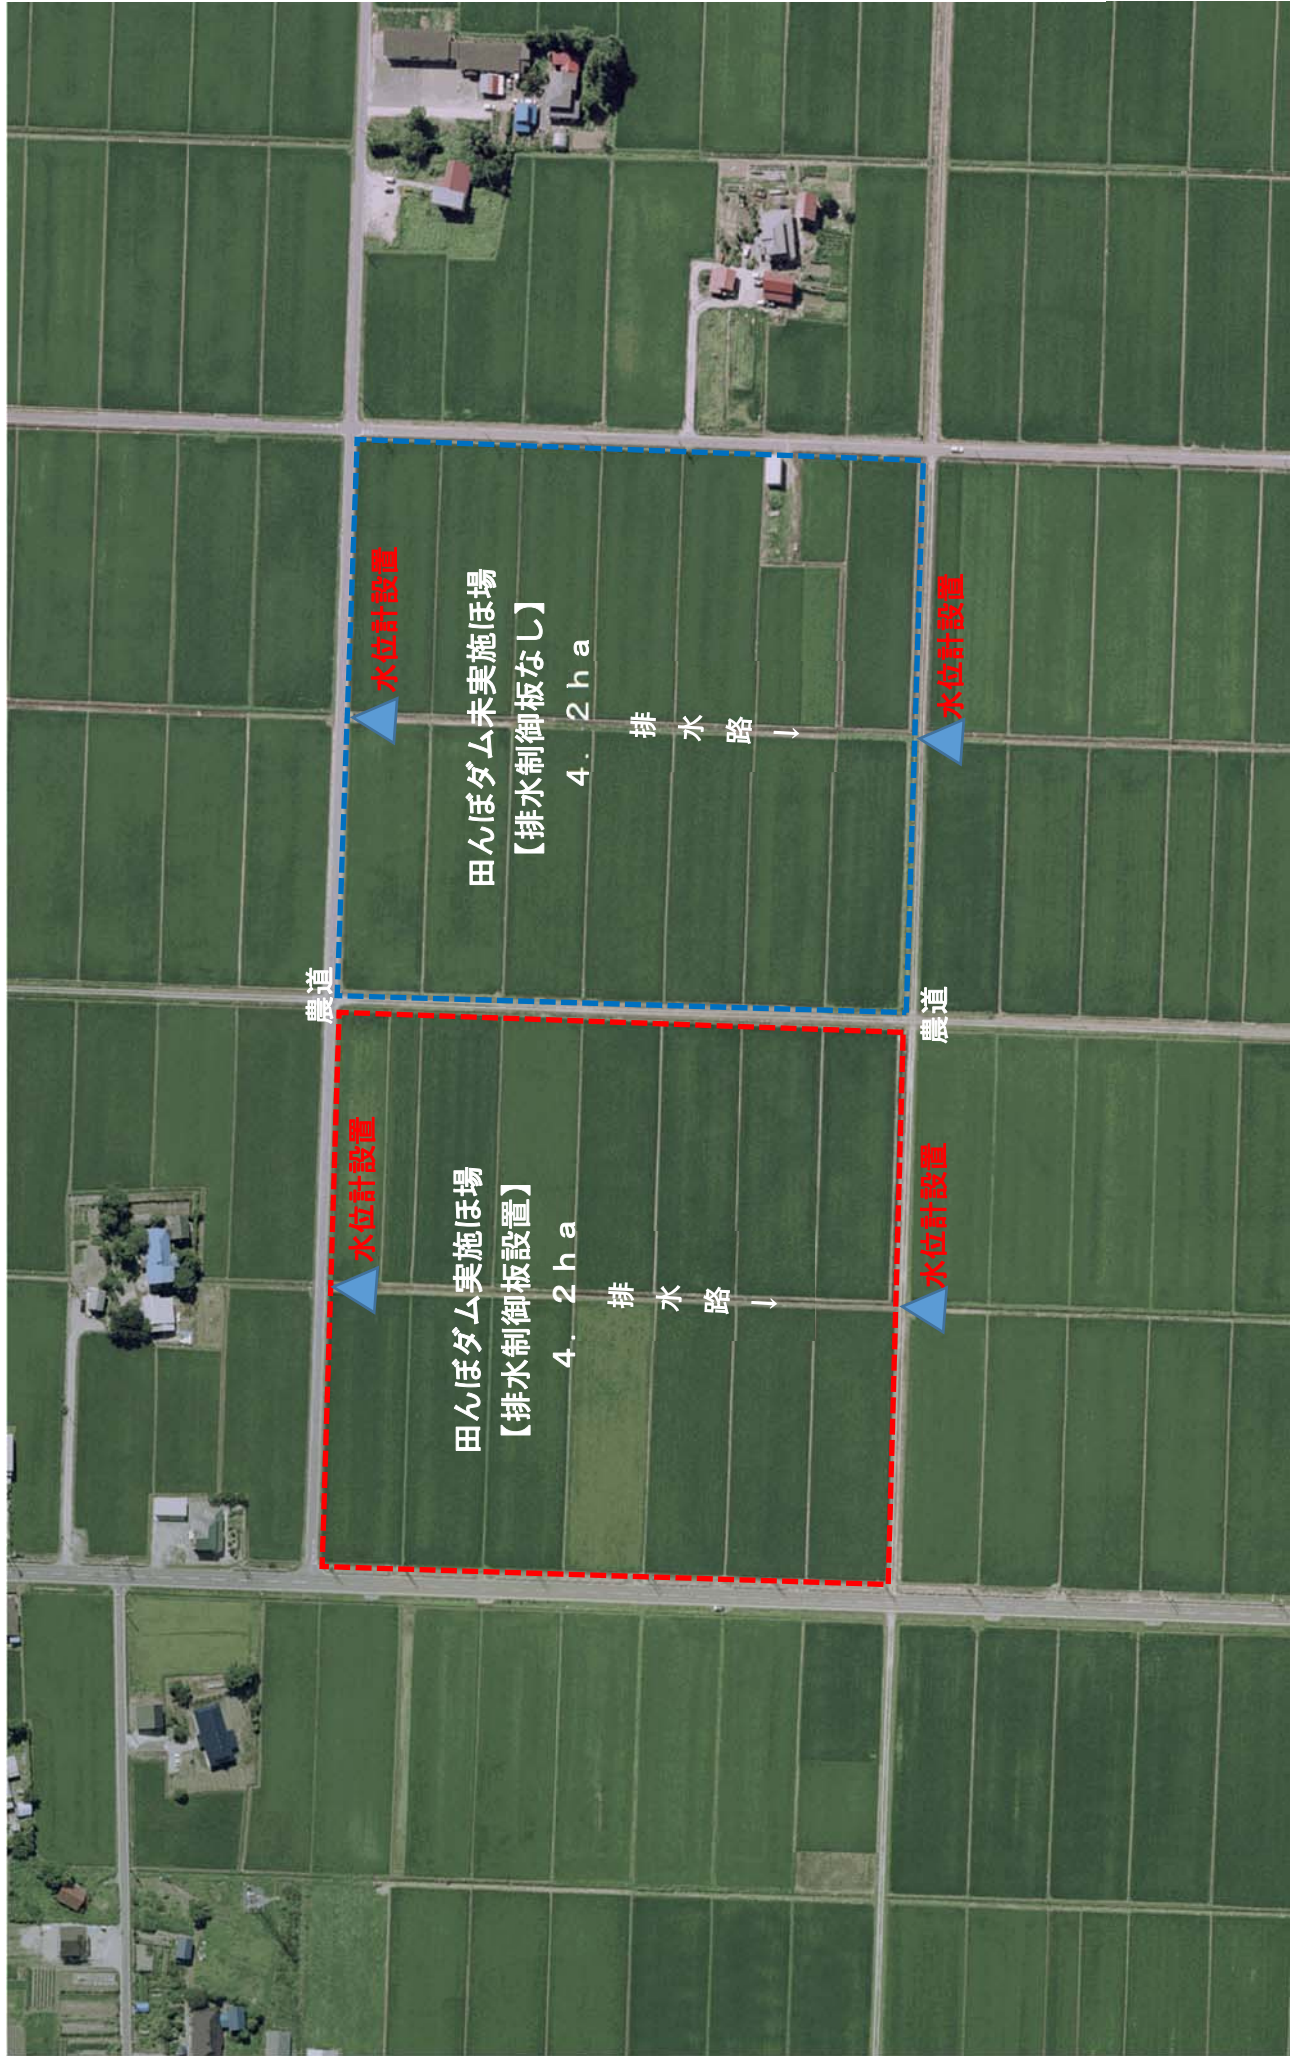 農道
水位計設置
水位計設置
田んぼダム実施ほ場
【排水制御板設置】
４．２ｈａ
排水路
↓
田んぼダム未実施ほ場
【排水制御板なし】
４．２ｈａ
排水路
↓
水位計設置
農道
水位計設置